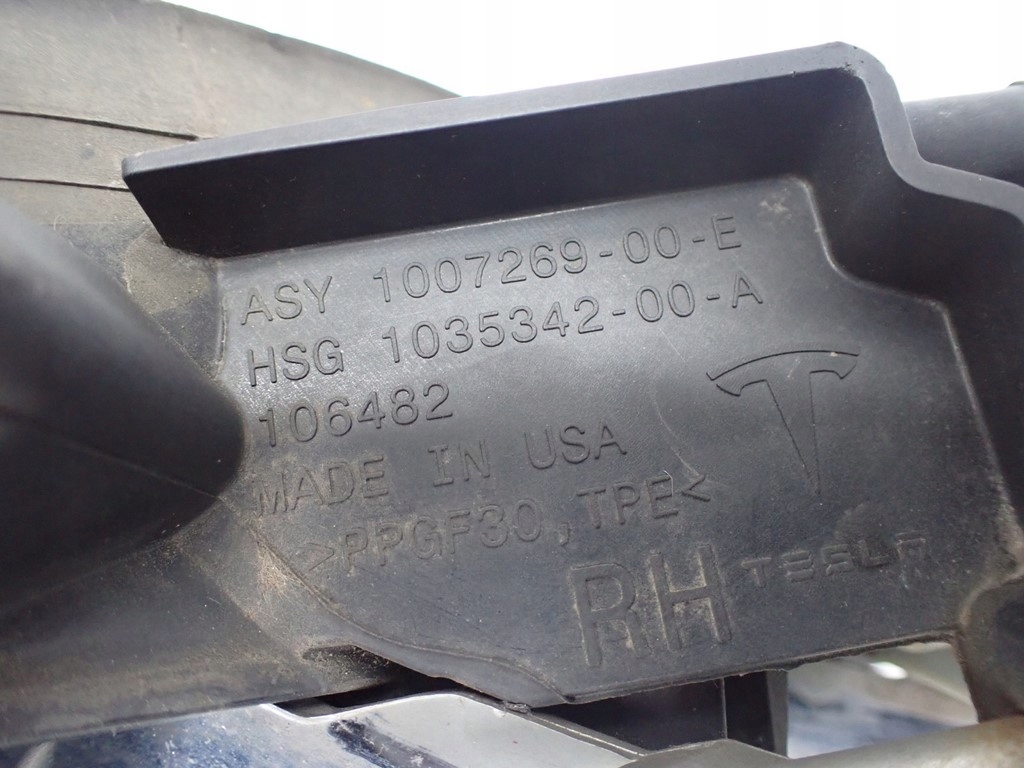 ASY 1007269-00-E
HSG 1035342-00-A
106482
MADE IN USA
>PPGF30,TPE<
RH TESLA